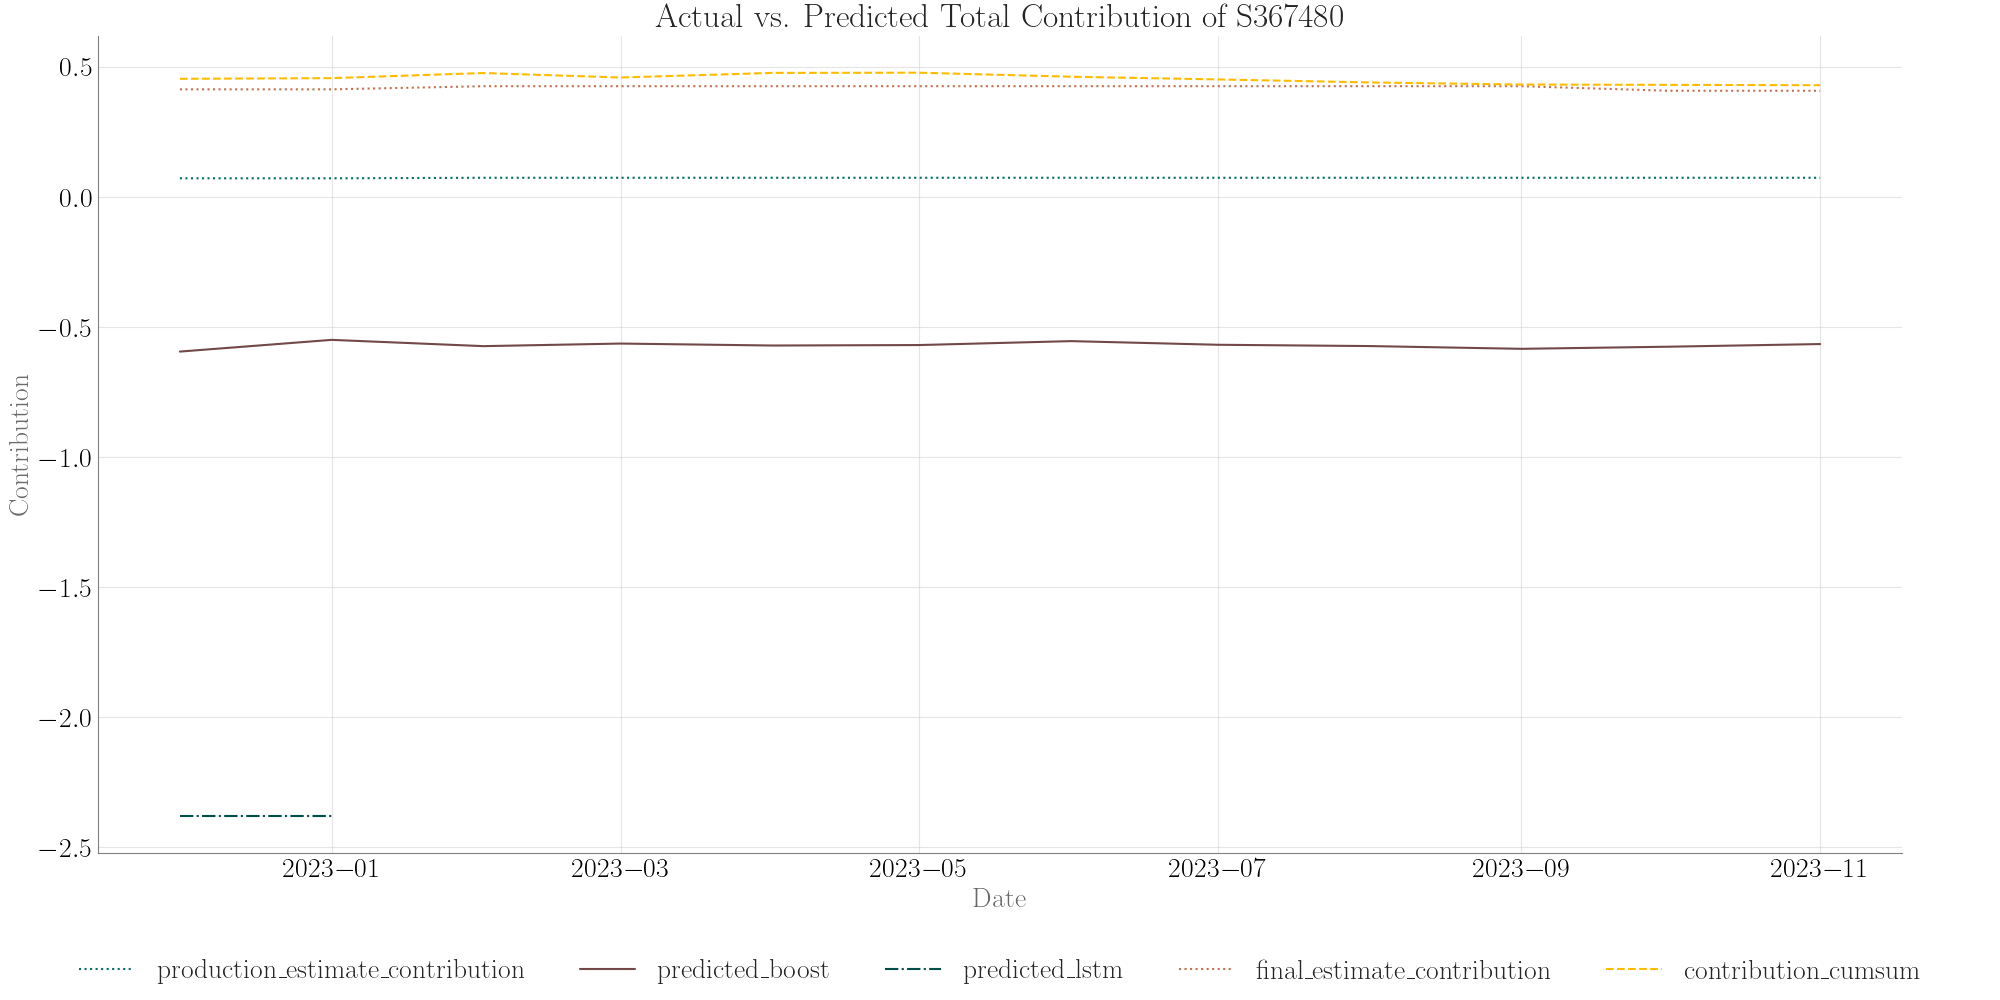 Actual vs. Predicted Total Contribution of S367480
0.5
0.0
−0.5
−1.0
−1.5
−2.0
−2.5
Contribution
2023−01 2023−03 2023−05 2023−07 2023−09 2023−11
Date
production_estimate_contribution predicted_boost predicted_lstm final_estimate_contribution contribution_cumsum